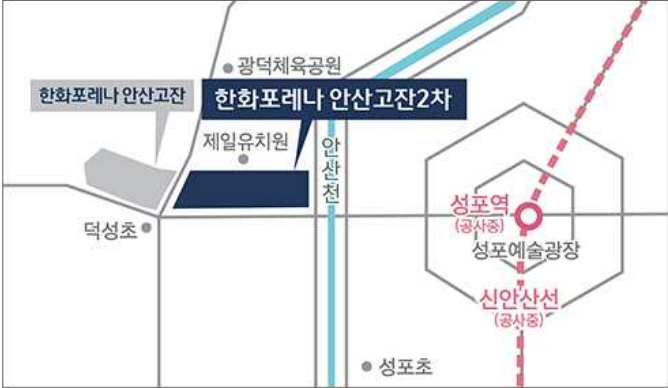 광덕체육공원
한화포레나 안산고잔
한화포레나 안산고잔2차
제일유치원
안산천
덕성초
성포역
(공사중)
성포예술광장
신안산선
(공사중)
성포초